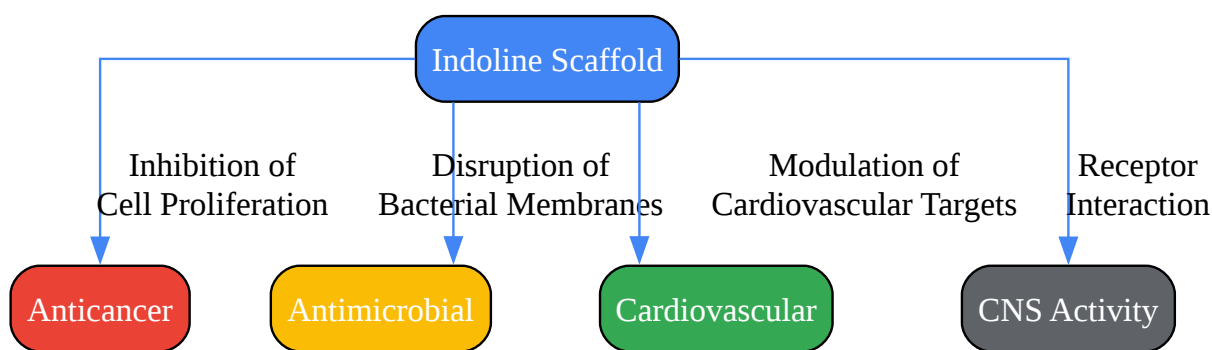 Indoline Scaffold
Inhibition of
Cell Proliferation
Disruption of
Bacterial Membranes
Modulation of
Cardiovascular Targets
Receptor
Interaction
Anticancer
Antimicrobial
Cardiovascular
CNS Activity